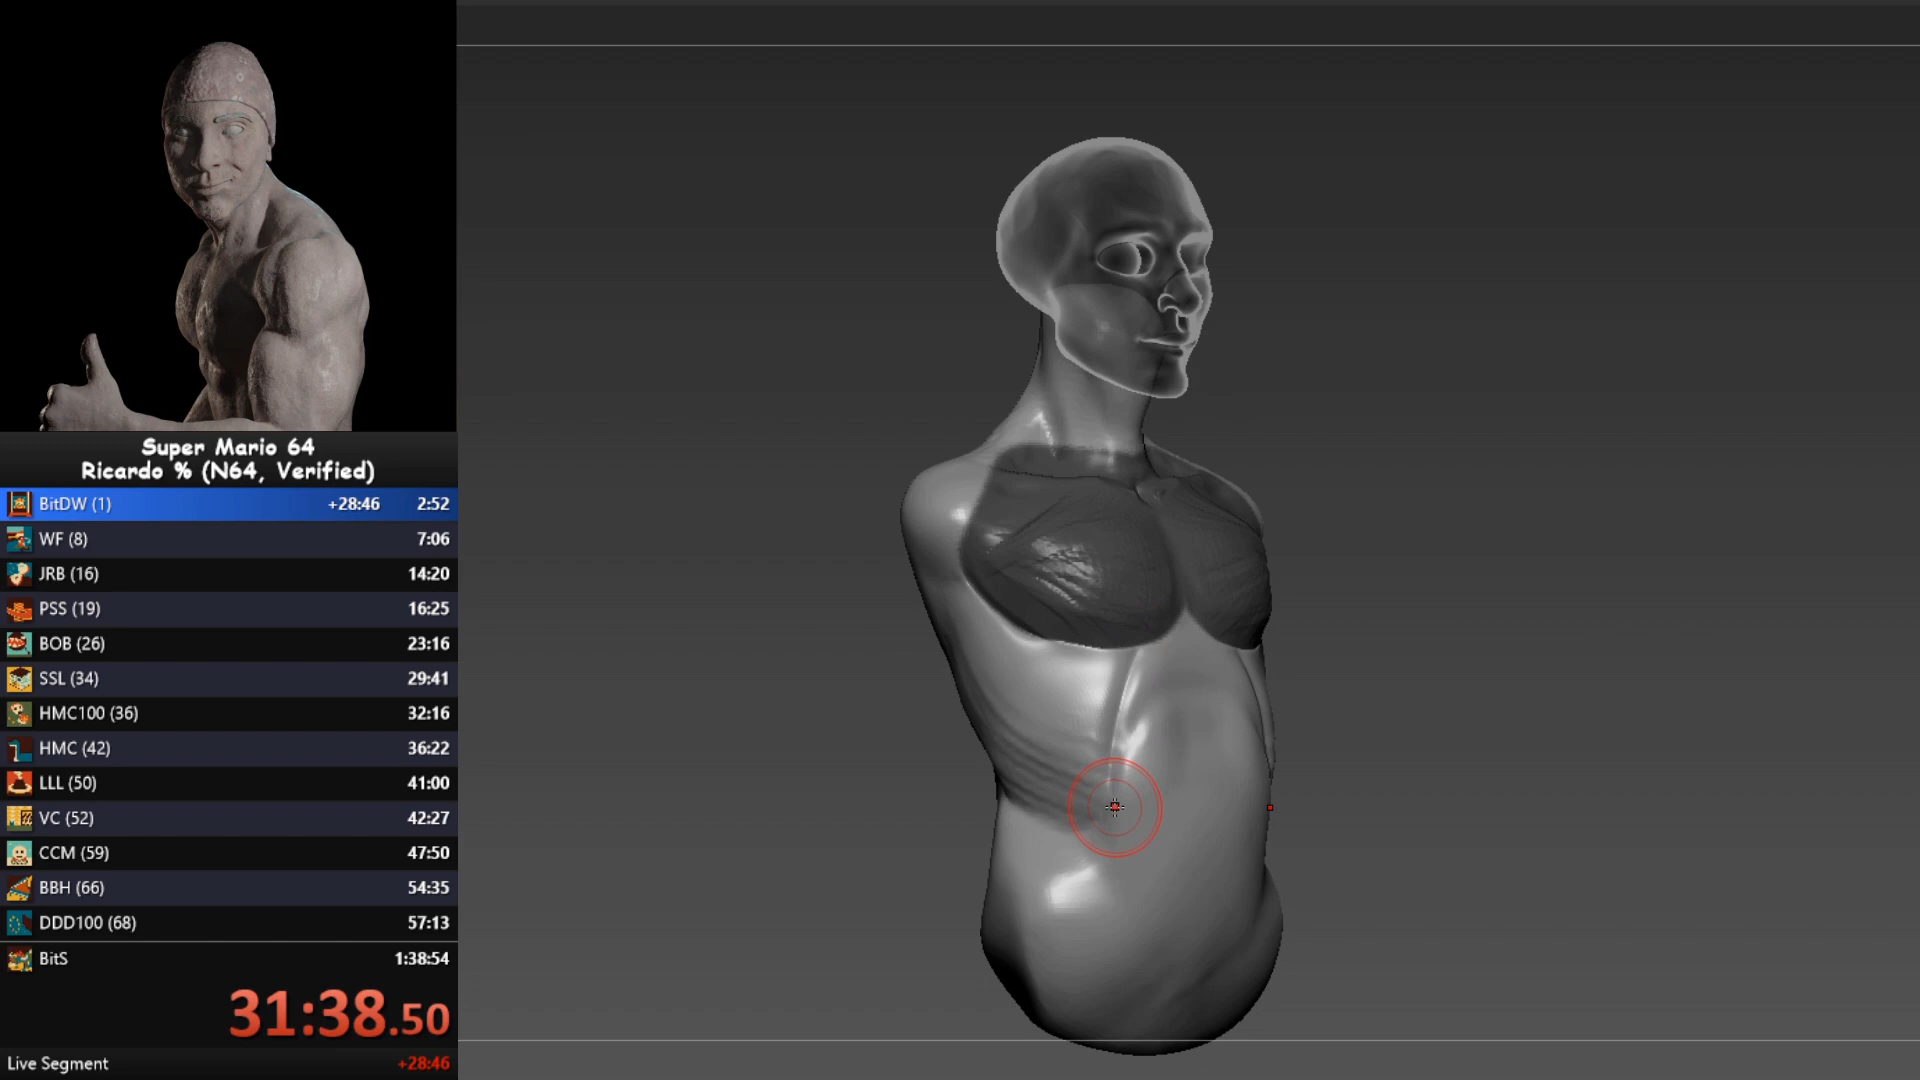 Super Mario 64
Ricardo % (N64, Verified)
BitDW (1) +28:46 2:52
WF (8) 7:06
JRB (16) 14:20
PSS (19) 16:25
BOB (26) 23:16
SSL (34) 29:41
HMC100 (36) 32:16
HMC (42) 36:22
LLL (50) 41:00
VC (52) 42:27
CCM (59) 47:50
BBH (66) 54:35
DDD100 (68) 57:13
BitS 1:38:54
31:38.50
Live Segment +28:46